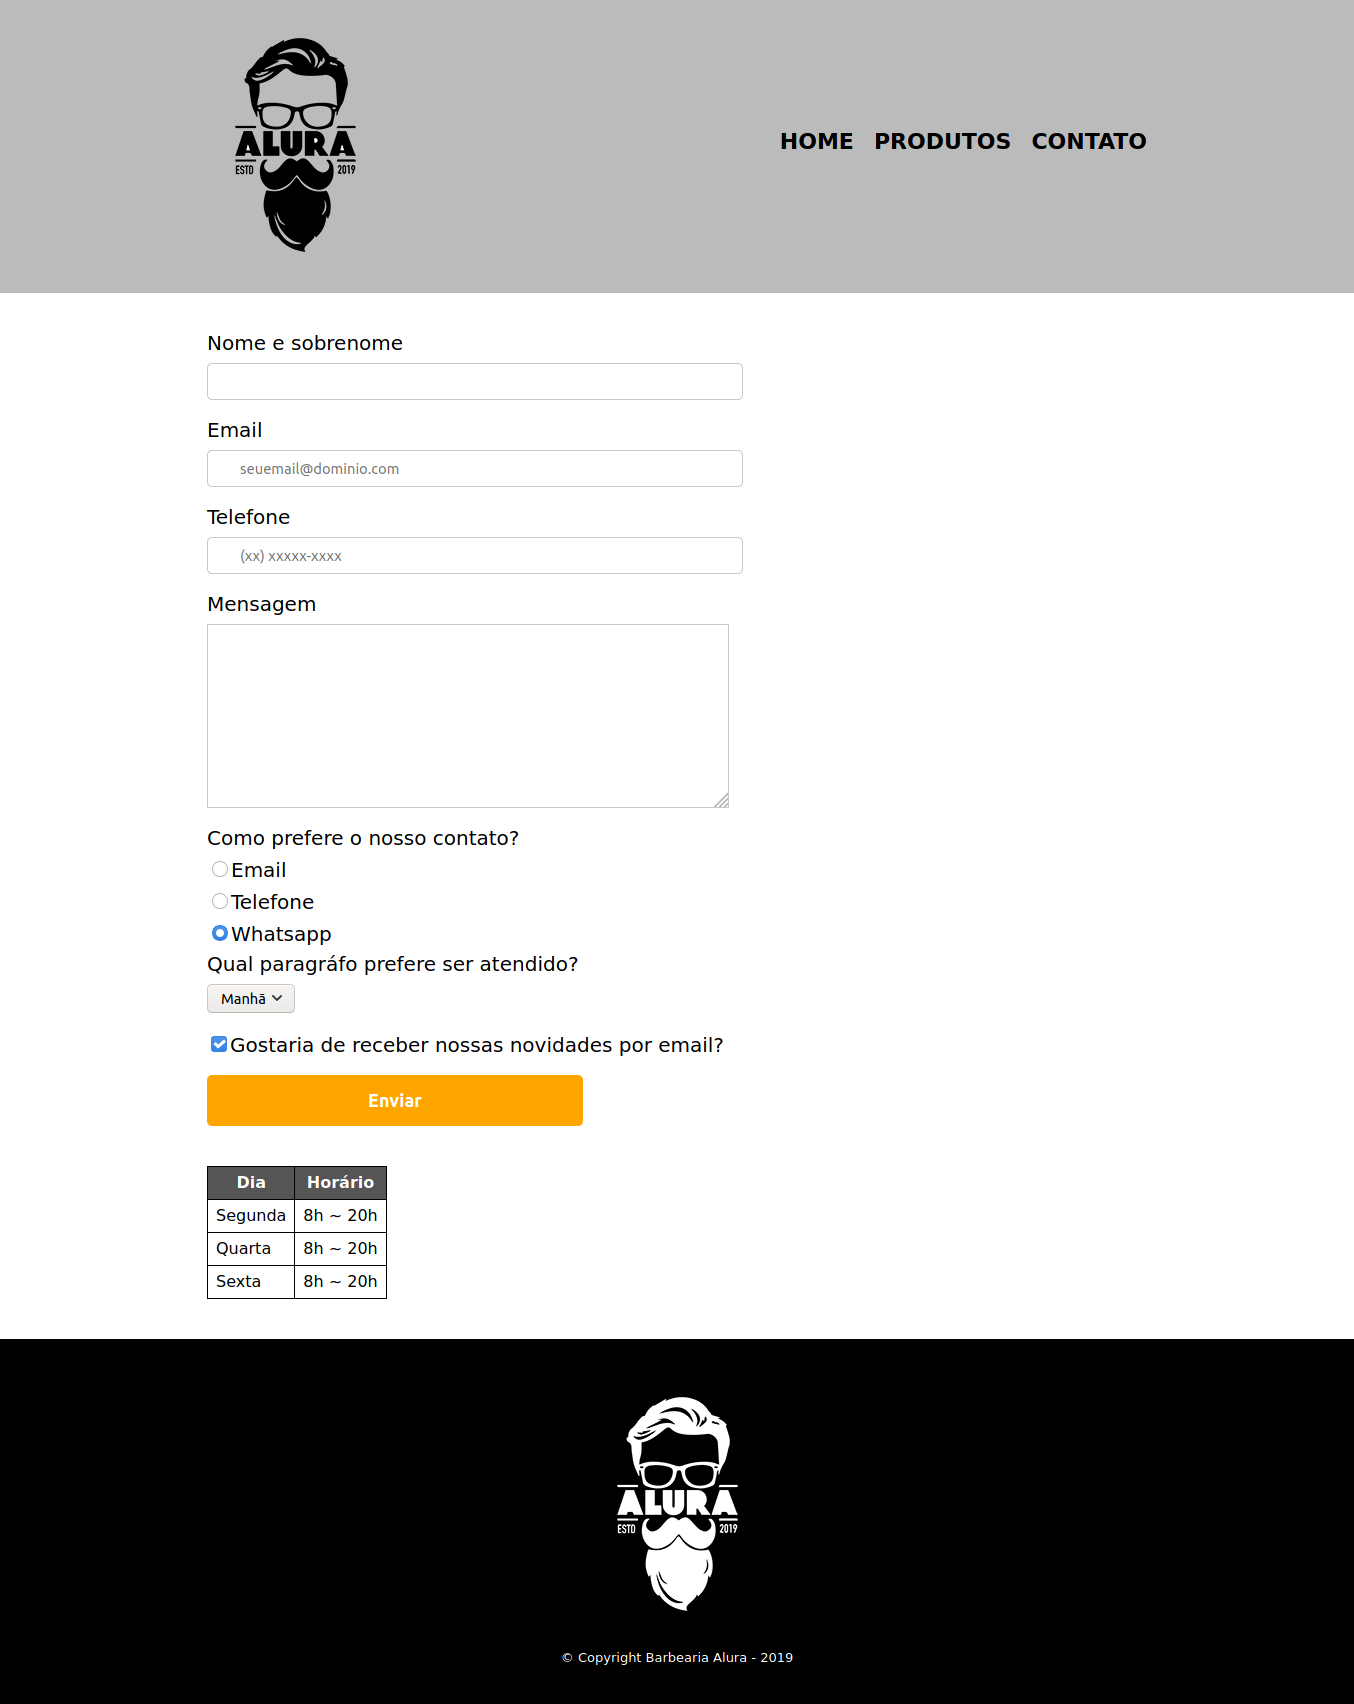 ALURA
ESTD 2019
HOME PRODUTOS CONTATO
Nome e sobrenome
Email
seuemail@dominio.com
Telefone
(xx) xxxxx-xxxx
Mensagem
Como prefere o nosso contato?
Email
Telefone
Whatsapp
Qual paragráfo prefere ser atendido?
Manhã
Gostaria de receber nossas novidades por email?
Enviar
Dia Horário
Segunda 8h ~ 20h
Quarta 8h ~ 20h
Sexta 8h ~ 20h
ALURA
ESTD 2019
© Copyright Barbearia Alura - 2019